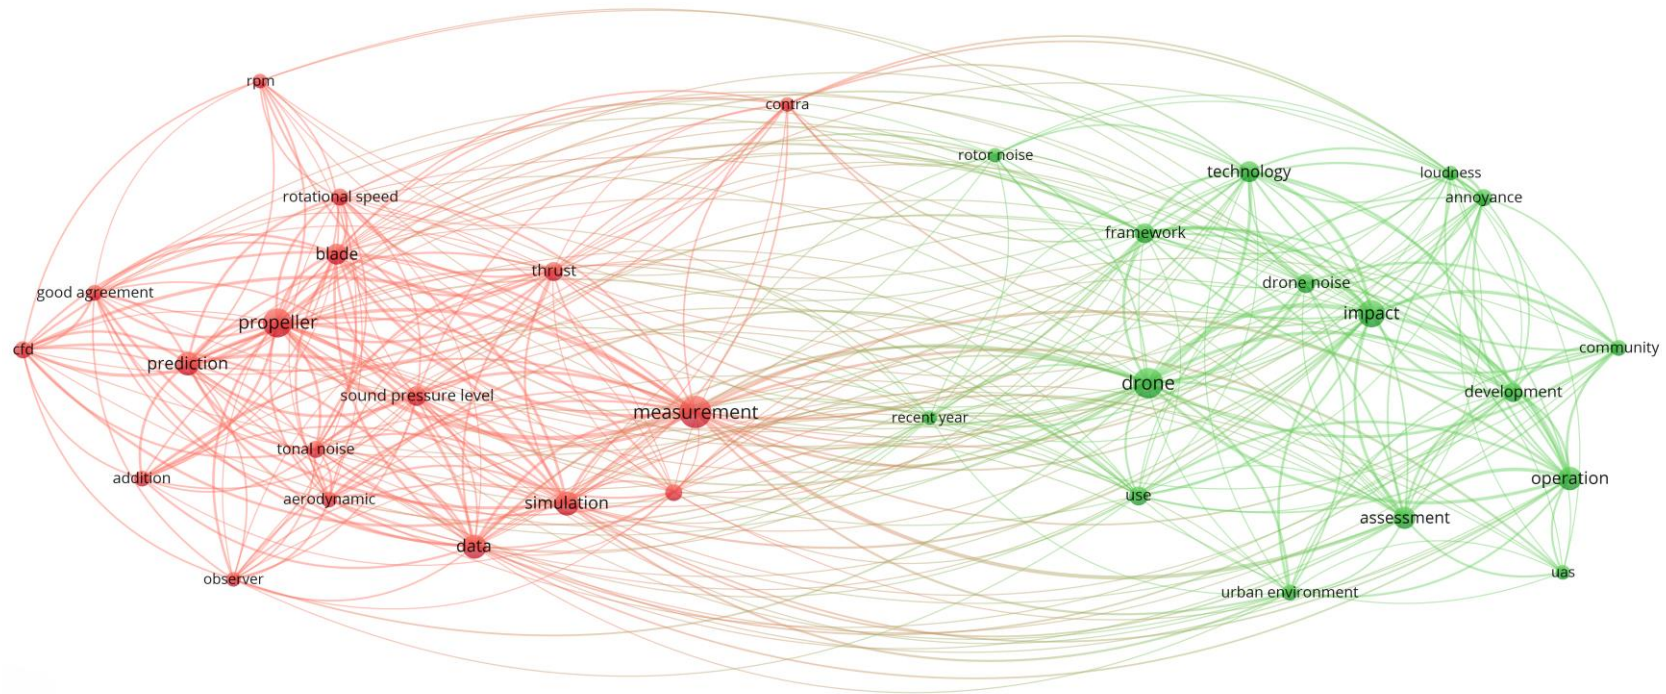 rpm
contra
rotor noise
technology
loudness
rotational speed
annoyance
framework
blade
thrust
drone noise
good agreement
impact
propeller
cfd
community
prediction
drone
sound pressure level
development
measurement
recent year
tonal noise
addition
operation
aerodynamic
simulation
use
assessment
data
observer
uas
urban environment